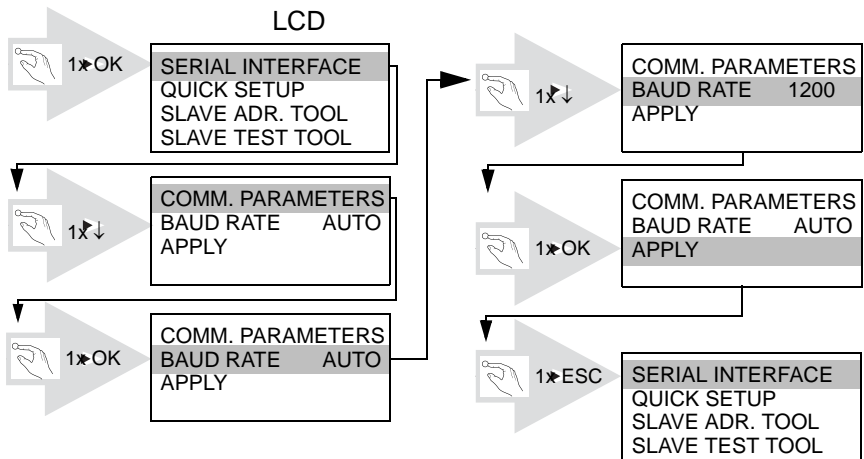 LCD
1x OK
SERIAL INTERFACE
QUICK SETUP
SLAVE ADR. TOOL
SLAVE TEST TOOL
1x ↓
COMM. PARAMETERS
BAUD RATE AUTO
APPLY
1x OK
COMM. PARAMETERS
BAUD RATE AUTO
APPLY
1x ↓
COMM. PARAMETERS
BAUD RATE 1200
APPLY
1x OK
COMM. PARAMETERS
BAUD RATE AUTO
APPLY
1x ESC
SERIAL INTERFACE
QUICK SETUP
SLAVE ADR. TOOL
SLAVE TEST TOOL